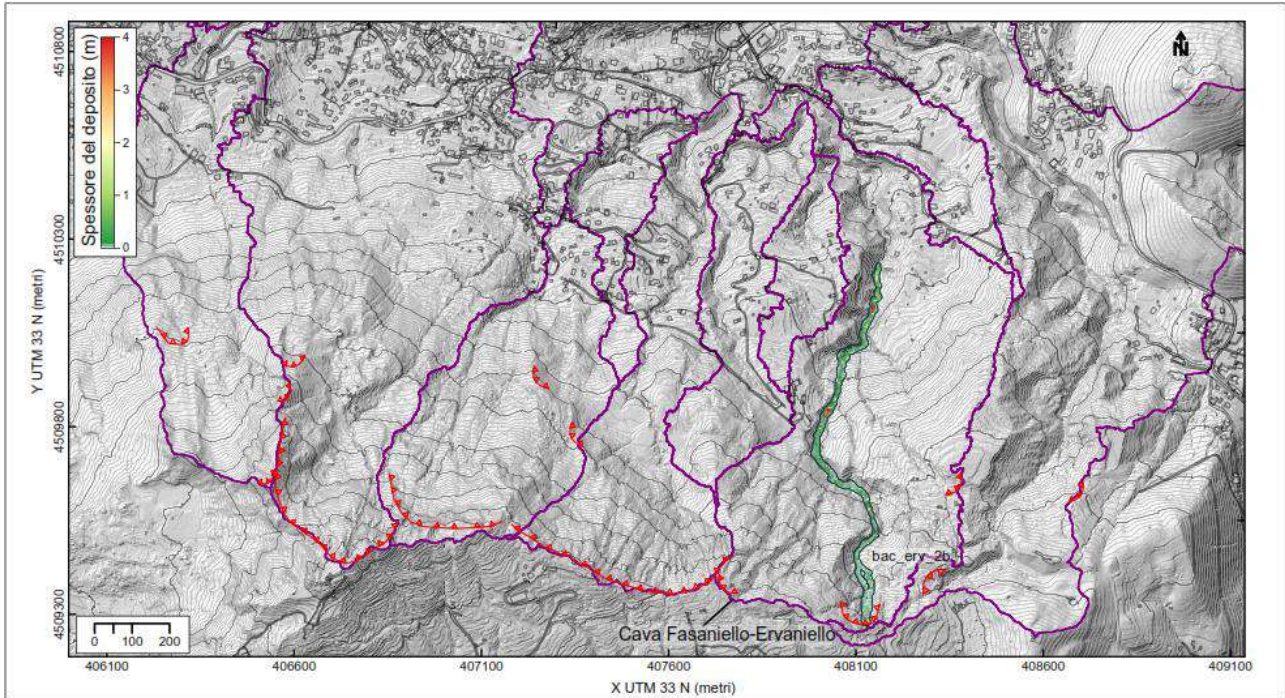 Spessore del deposito (m)
4
3
2
1
0
N
4510800
4510300
4509800
4509300
Y UTM 33 N (metri)
bac_erv_2b
Cava Fasaniello-Ervaniello
0 100 200
406100 406600 407100 407600 408100 408600 409100
X UTM 33 N (metri)